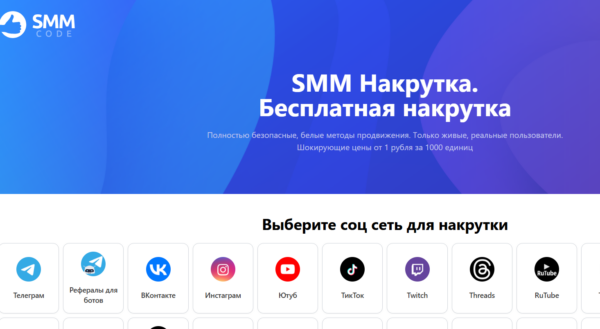 SMM
CODE
SMM Накрутка.
Бесплатная накрутка
Полностью безопасные, белые методы продвижения. Только живые, реальные пользователи.
Шокирующие цены от 1 рубля за 1000 единиц
Выберите соц сеть для накрутки
Телеграм
Рефералы для
ботов
ВКонтакте
Инстаграм
Ютуб
ТикТок
Twitch
Threads
RuTube
RuTube